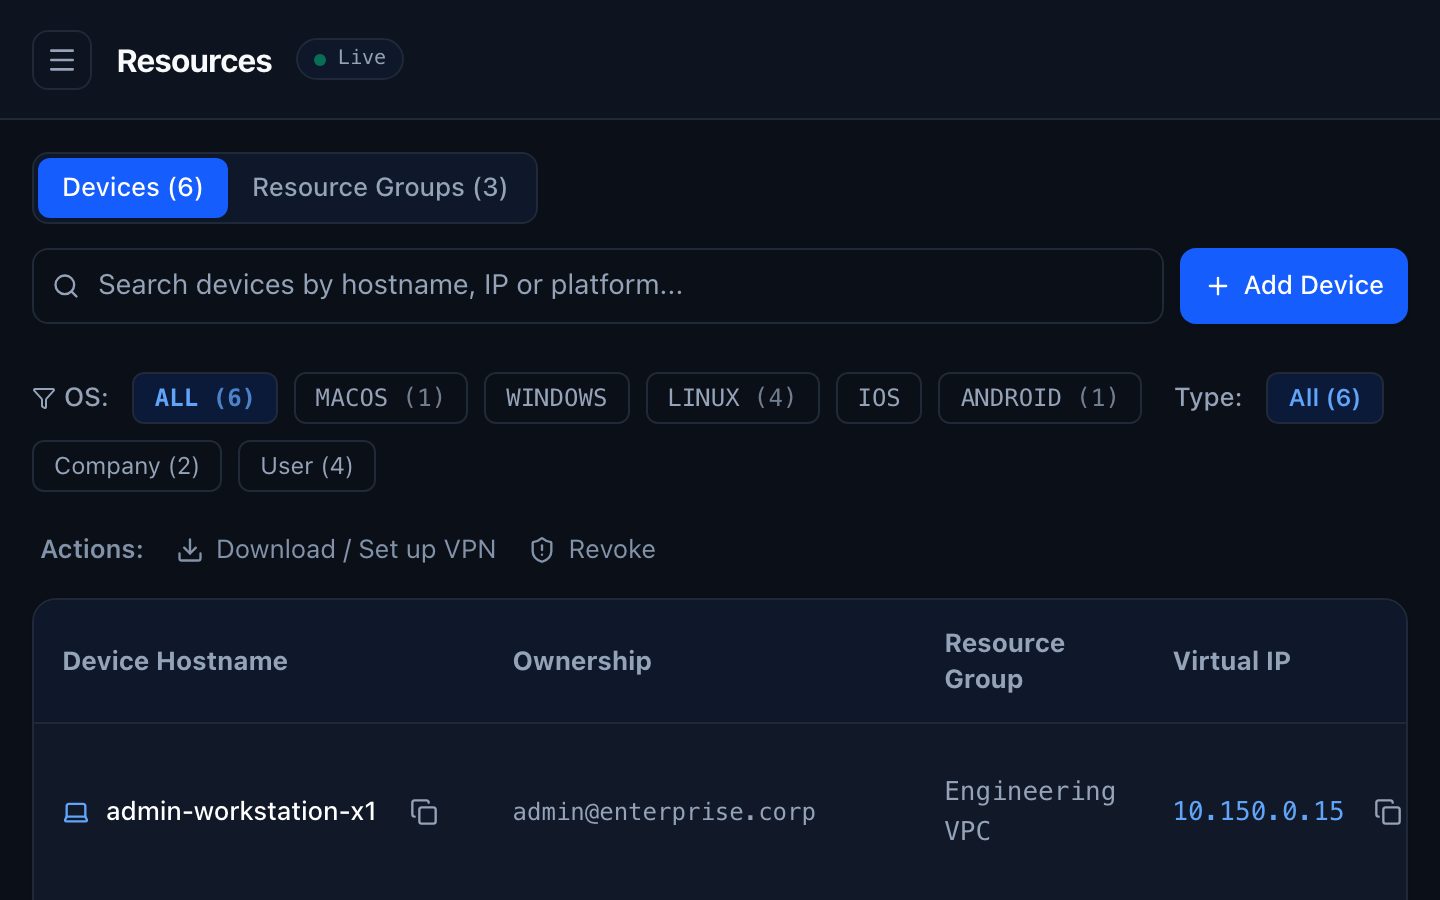 Resources
Live
Devices (6)
Resource Groups (3)
Search devices by hostname, IP or platform...
Add Device
OS:
ALL (6)
MACOS (1)
WINDOWS
LINUX (4)
IOS
ANDROID (1)
Type:
All (6)
Company (2)
User (4)
Actions:
Download / Set up VPN
Revoke
Device Hostname
Ownership
Resource
Group
Virtual IP
admin-workstation-x1
admin@enterprise.corp
Engineering
VPC
10.150.0.15